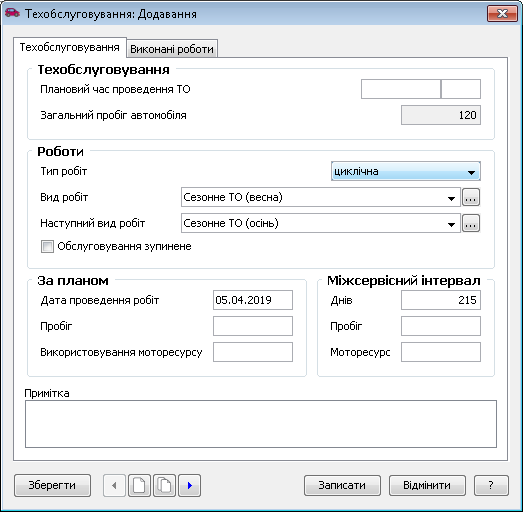 Техобслуговування: Додавання
Техобслуговування Виконані роботи
Техобслуговування
Плановий час проведення ТО
Загальний пробіг автомобіля 120
Роботи
Тип робіт циклічна
Вид робіт Сезонне ТО (весна) ...
Наступний вид робіт Сезонне ТО (осінь) ...
Обслуговування зупинене
За планом
Дата проведення робіт 05.04.2019
Пробіг
Використовування моторесурсу
Міжсервісний інтервал
Днів 215
Пробіг
Моторесурс
Примітка
Зберегти Записати Відмінити ?